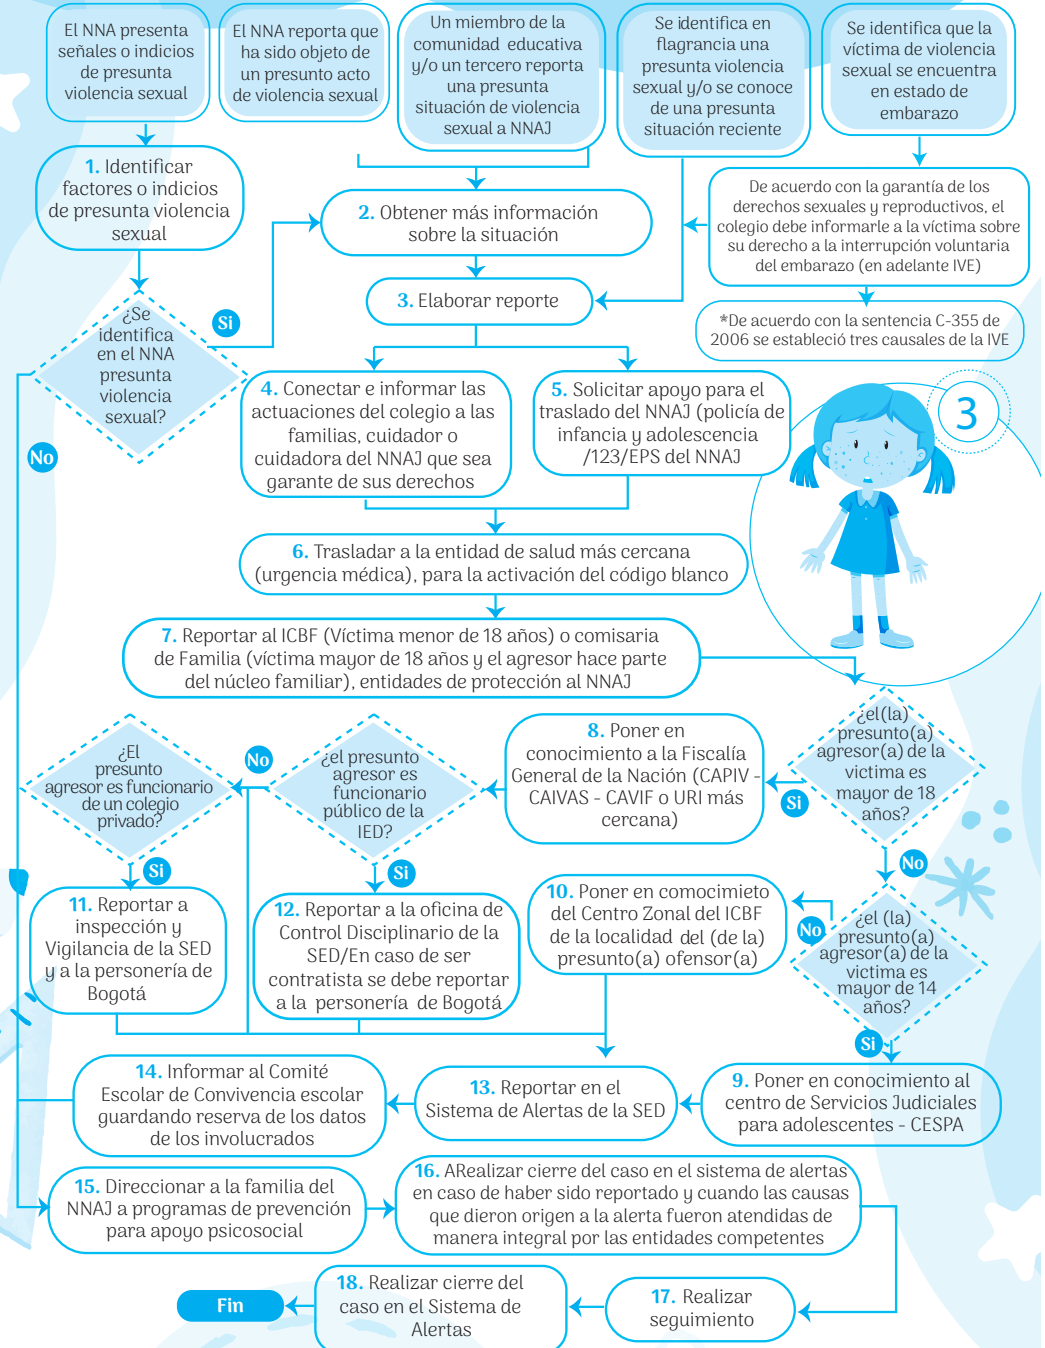 El NNA presenta
señales o indicios
de presunta
violencia sexual
El NNA reporta que
ha sido objeto de
un presunto acto
de violencia sexual
Un miembro de la
comunidad educativa
y/o un tercero reporta
una presunta
situación de violencia
sexual a NNAJ
Se identifica en
flagrancia una
presunta violencia
sexual y/o se conoce
de una presunta
situación reciente
Se identifica que la
víctima de violencia
sexual se encuentra
en estado de
embarazo
1. Identificar
factores o indicios
de presunta violencia
sexual
2. Obtener más información
sobre la situación
De acuerdo con la garantía de los
derechos sexuales y reproductivos, el
colegio debe informarle a la víctima sobre
su derecho a la interrupción voluntaria
del embarazo (en adelante IVE)
3. Elaborar reporte
*De acuerdo con la sentencia C-355 de
2006 se estableció tres causales de la IVE
¿Se
identifica
en el NNA
presunta
violencia
sexual?
Si
No
4. Conectar e informar las
actuaciones del colegio a las
familias, cuidador o
cuidadora del NNAJ que sea
garante de sus derechos
5. Solicitar apoyo para el
traslado del NNAJ (policía de
infancia y adolescencia
/123/EPS del NNAJ
3
6. Trasladar a la entidad de salud más cercana
(urgencia médica), para la activación del código blanco
7. Reportar al ICBF (Víctima menor de 18 años) o comisaria
de Familia (víctima mayor de 18 años y el agresor hace parte
del núcleo familiar), entidades de protección al NNAJ
¿el(la)
presunto(a)
agresor(a) de la
victima es
mayor de 18
años?
Si
No
8. Poner en
conocimiento a la Fiscalía
General de la Nación (CAPIV -
CAIVAS - CAVIF o URI más
cercana)
¿el presunto
agresor es
funcionario
público de la
IED?
No
Si
¿El
presunto
agresor es funcionario
de un colegio
privado?
Si
11. Reportar a
inspección y
Vigilancia de la SED
y a la personería de
Bogotá
12. Reportar a la oficina de
Control Disciplinario de la
SED/En caso de ser
contratista se debe reportar
a la personería de Bogotá
10. Poner en comocimieto
del Centro Zonal del ICBF
de la localidad del (de la)
presunto(a) ofensor(a)
No
¿el (la)
presunto(a)
agresor(a) de la
victima es
mayor de 14
años?
Si
14. Informar al Comité
Escolar de Convivencia escolar
guardando reserva de los datos
de los involucrados
13. Reportar en el
Sistema de Alertas de la SED
9. Poner en conocimiento al
centro de Servicios Judiciales
para adolescentes - CESPA
15. Direccionar a la familia del
NNAJ a programas de prevención
para apoyo psicosocial
16. ARealizar cierre del caso en el sistema de alertas
en caso de haber sido reportado y cuando las causas
que dieron origen a la alerta fueron atendidas de
manera integral por las entidades competentes
Fin
18. Realizar cierre del
caso en el Sistema de
Alertas
17. Realizar
seguimiento